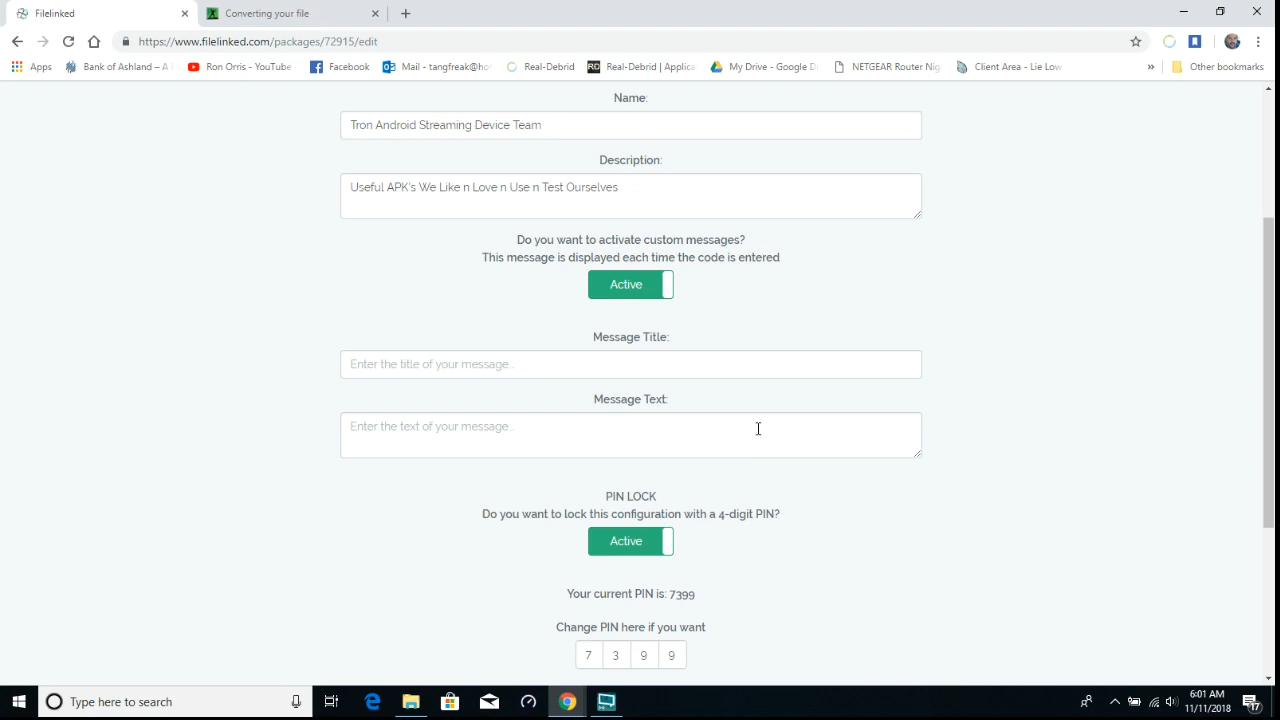 Filelinked
Converting your file
https://www.filelinked.com/packages/72915/edit
Apps
Bank of Ashland – A
Ron Orris - YouTube
Facebook
Mail - tangfreak@ho
Real-Debrid
RD
Real-Debrid | Applica
My Drive - Google D
NETGEAR Router Nig
Client Area - Lie Low
»
Other bookmarks
Name:
Tron Android Streaming Device Team
Description:
Useful APK's We Like n Love n Use n Test Ourselves
Do you want to activate custom messages?
This message is displayed each time the code is entered
Active
Message Title:
Enter the title of your message...
Message Text:
Enter the text of your message...
PIN LOCK
Do you want to lock this configuration with a 4-digit PIN?
Active
Your current PIN is: 7399
Change PIN here if you want
7 3 9 9
Type here to search
6:01 AM
11/11/2018
17